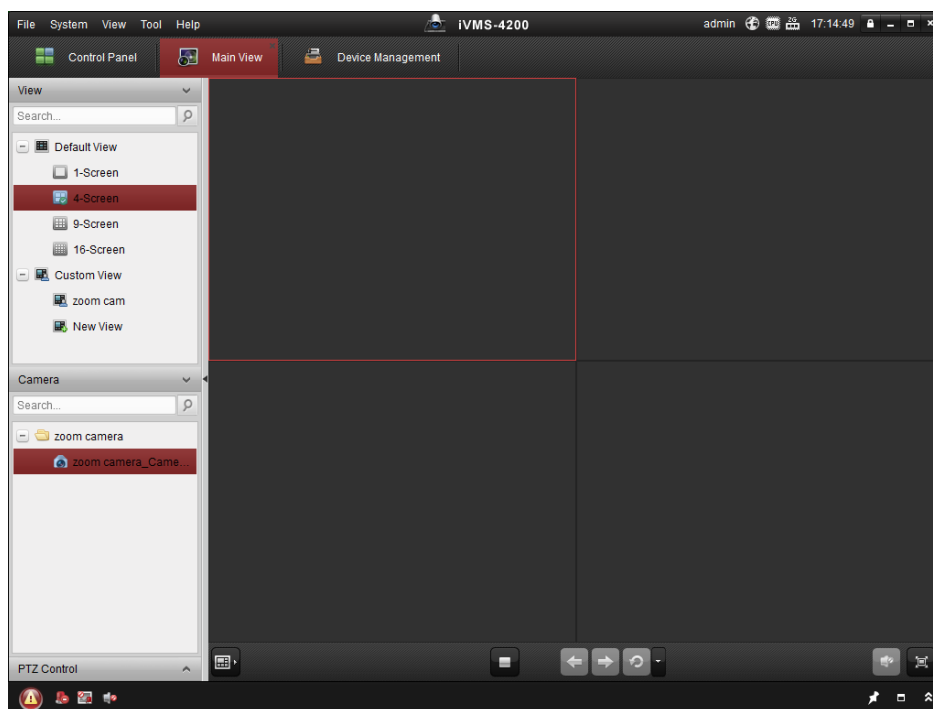 File System View Tool Help iVMS-4200 admin CPU 2G 17:14:49
Control Panel Main View Device Management
View
Search...
Default View
1-Screen
4-Screen
9-Screen
16-Screen
Custom View
zoom cam
New View
Camera
Search...
zoom camera
zoom camera_Came...
PTZ Control